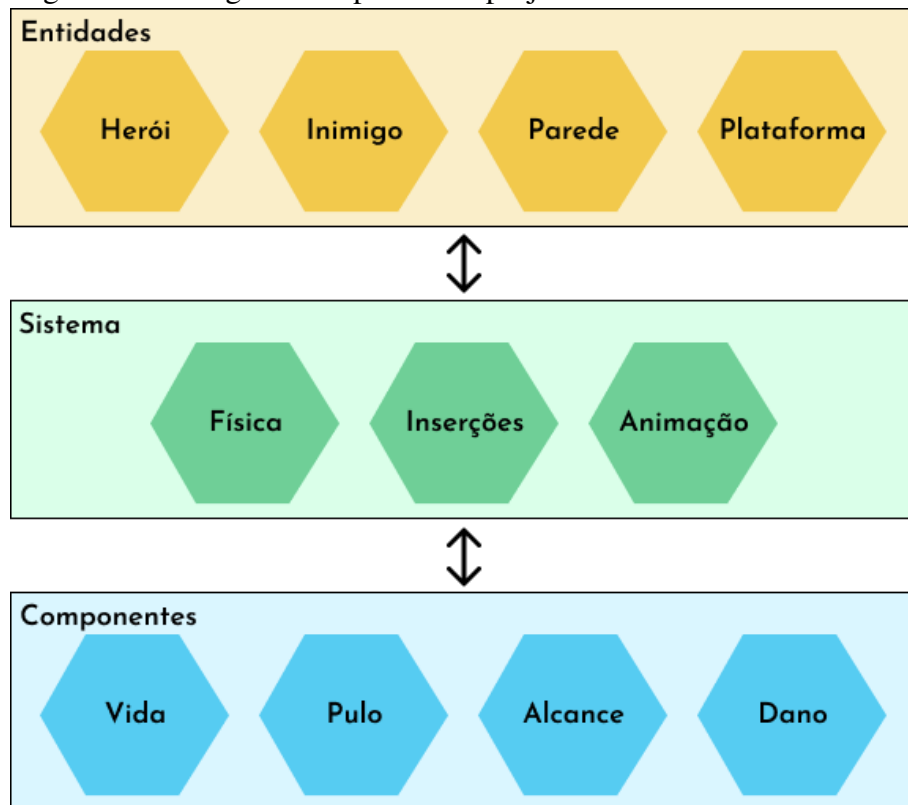 Entidades
Herói Inimigo Parede Plataforma
Sistema
Física Inserções Animação
Componentes
Vida Pulo Alcance Dano